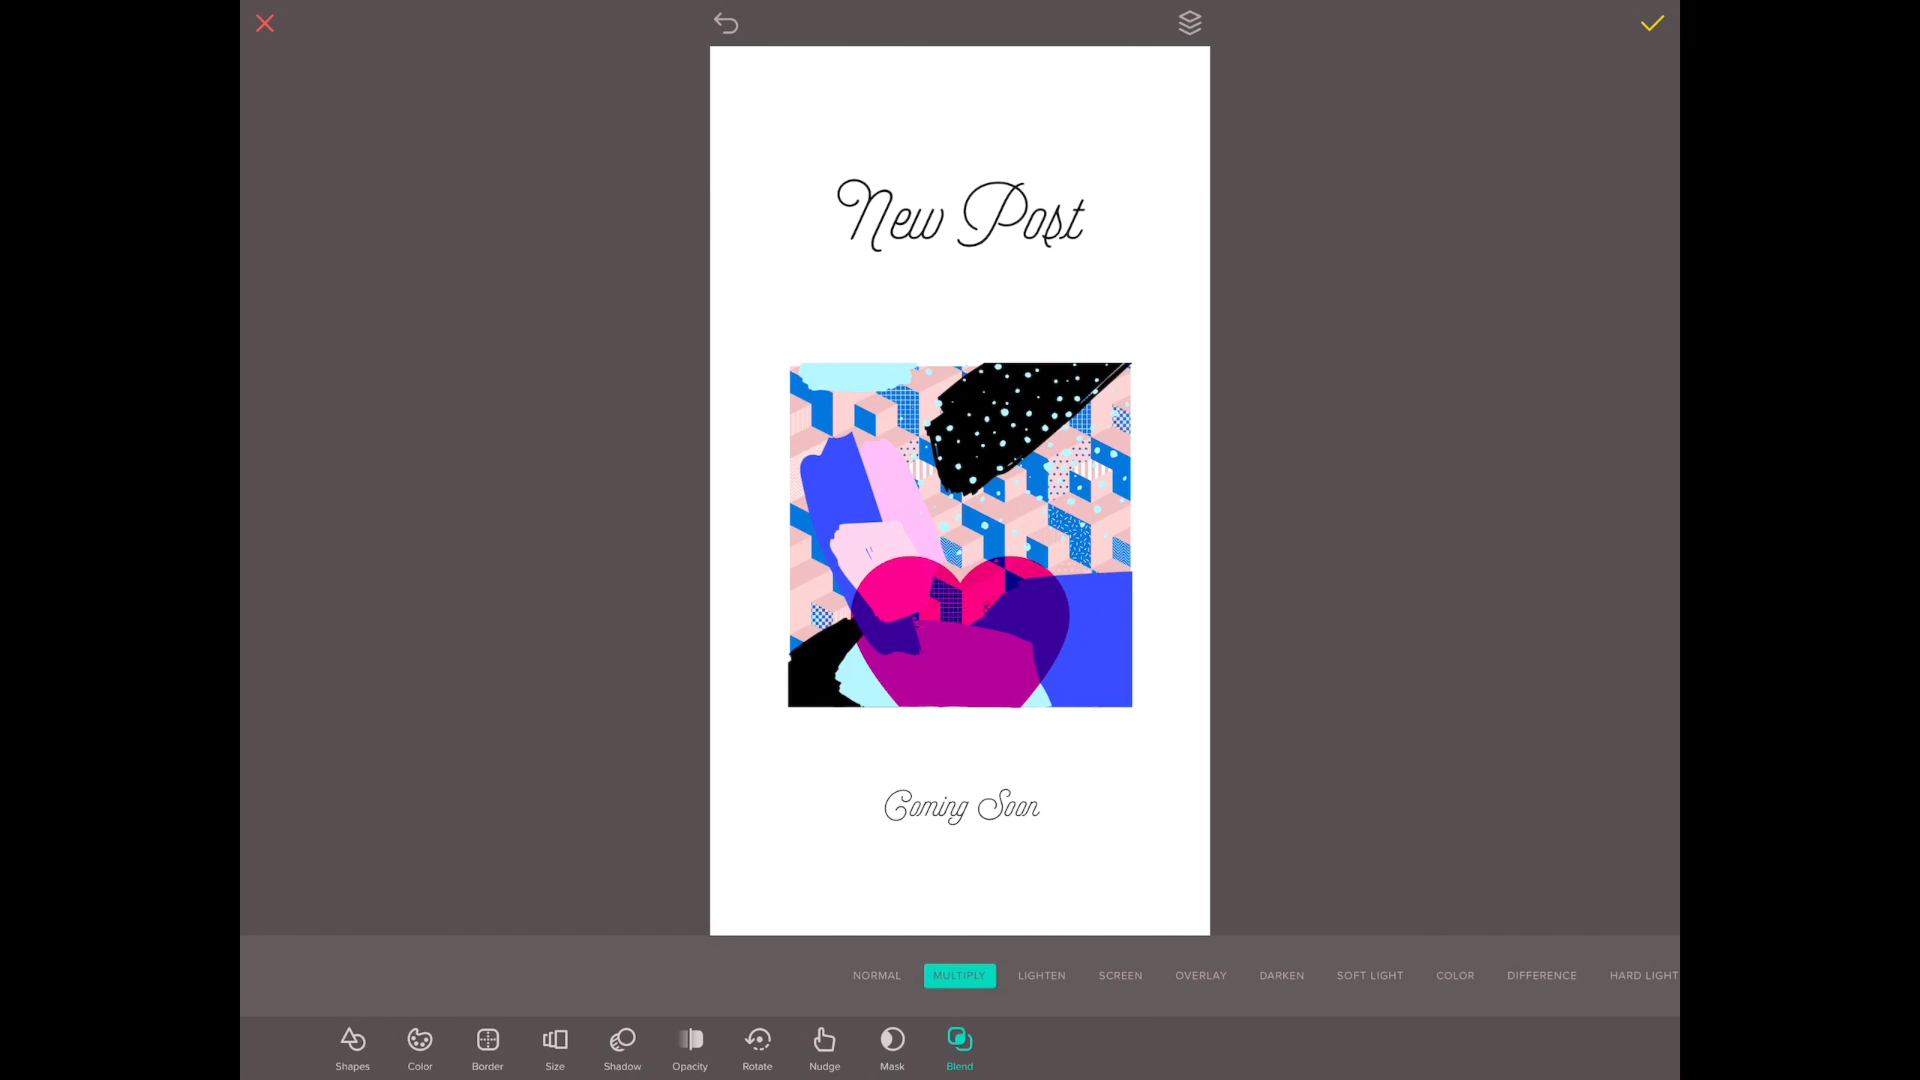 New Post
Coming Soon
NORMAL MULTIPLY LIGHTEN SCREEN OVERLAY DARKEN SOFT LIGHT COLOR DIFFERENCE HARD LIGHT
Shapes Color Border Size Shadow Opacity Rotate Nudge Mask Blend